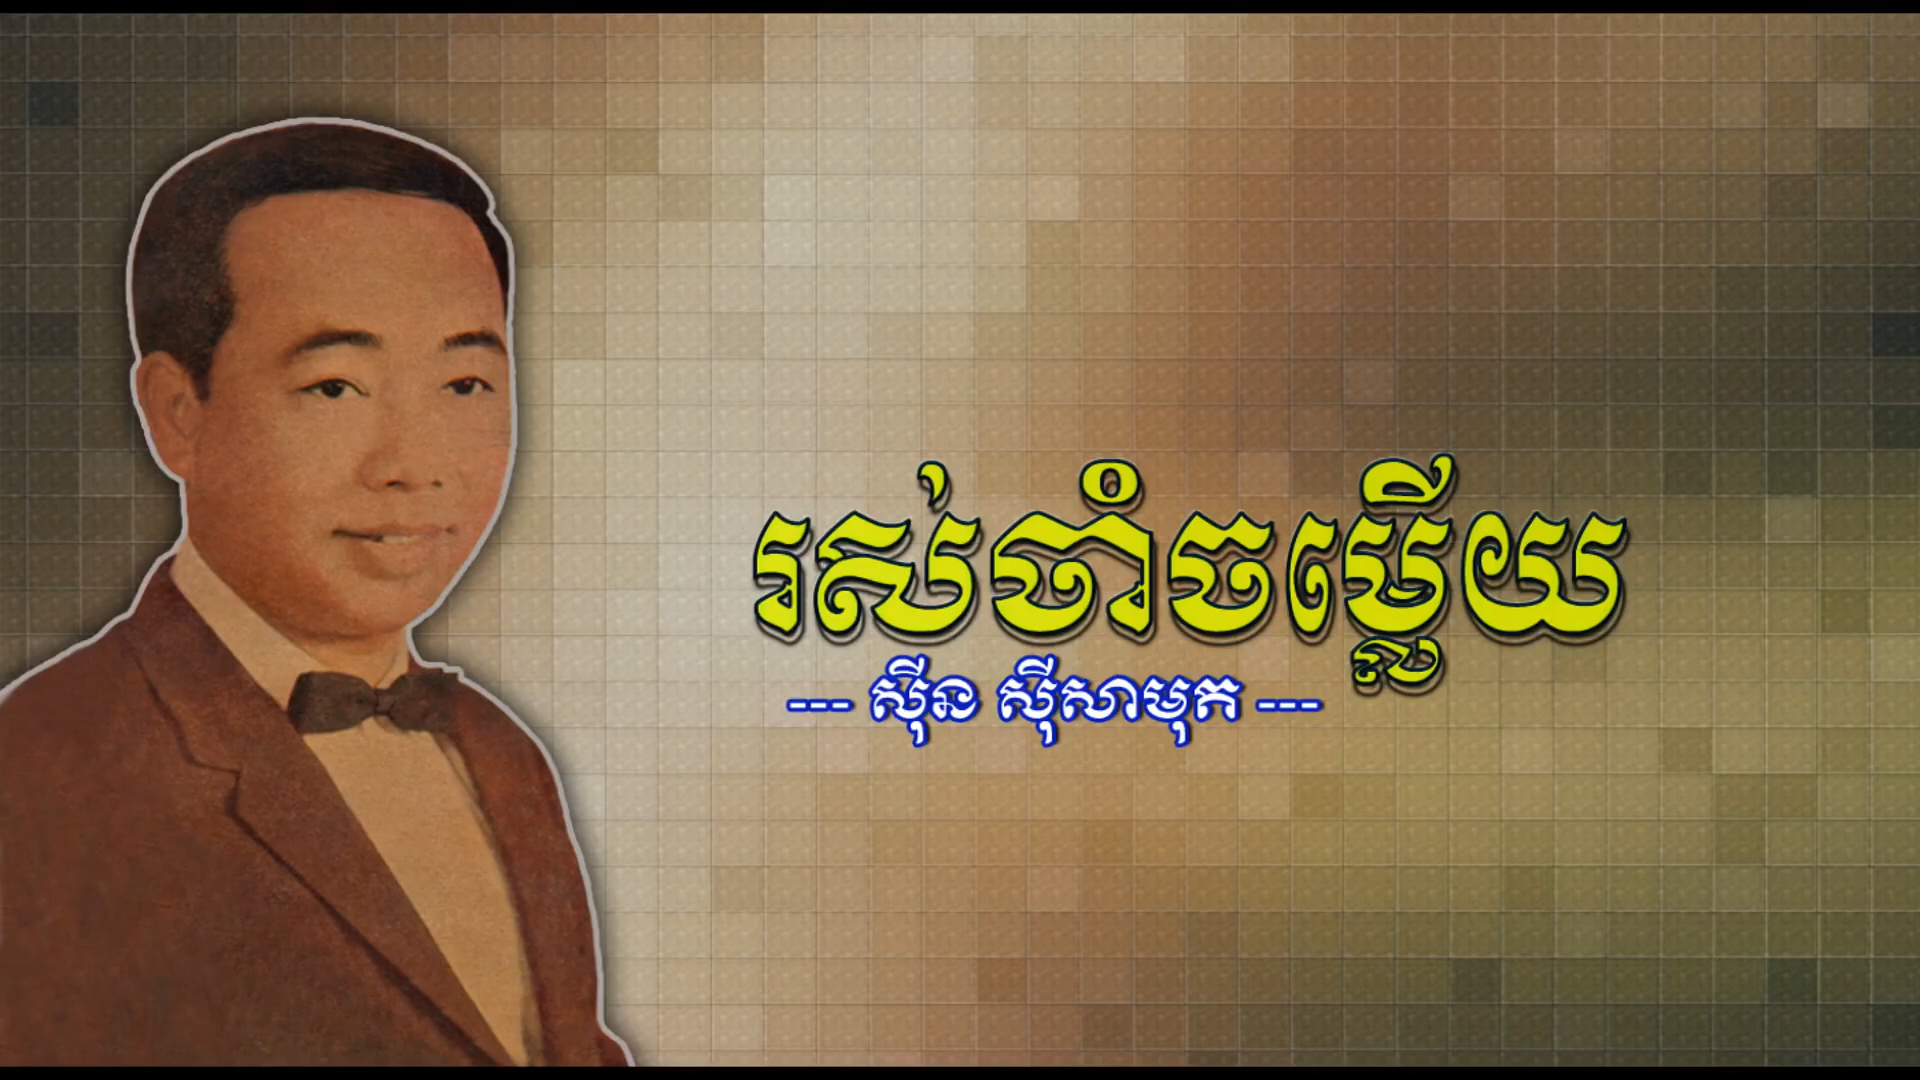 រស់ចាំចម្លើយ
--- ស៊ីន ស៊ីសាមុត ---